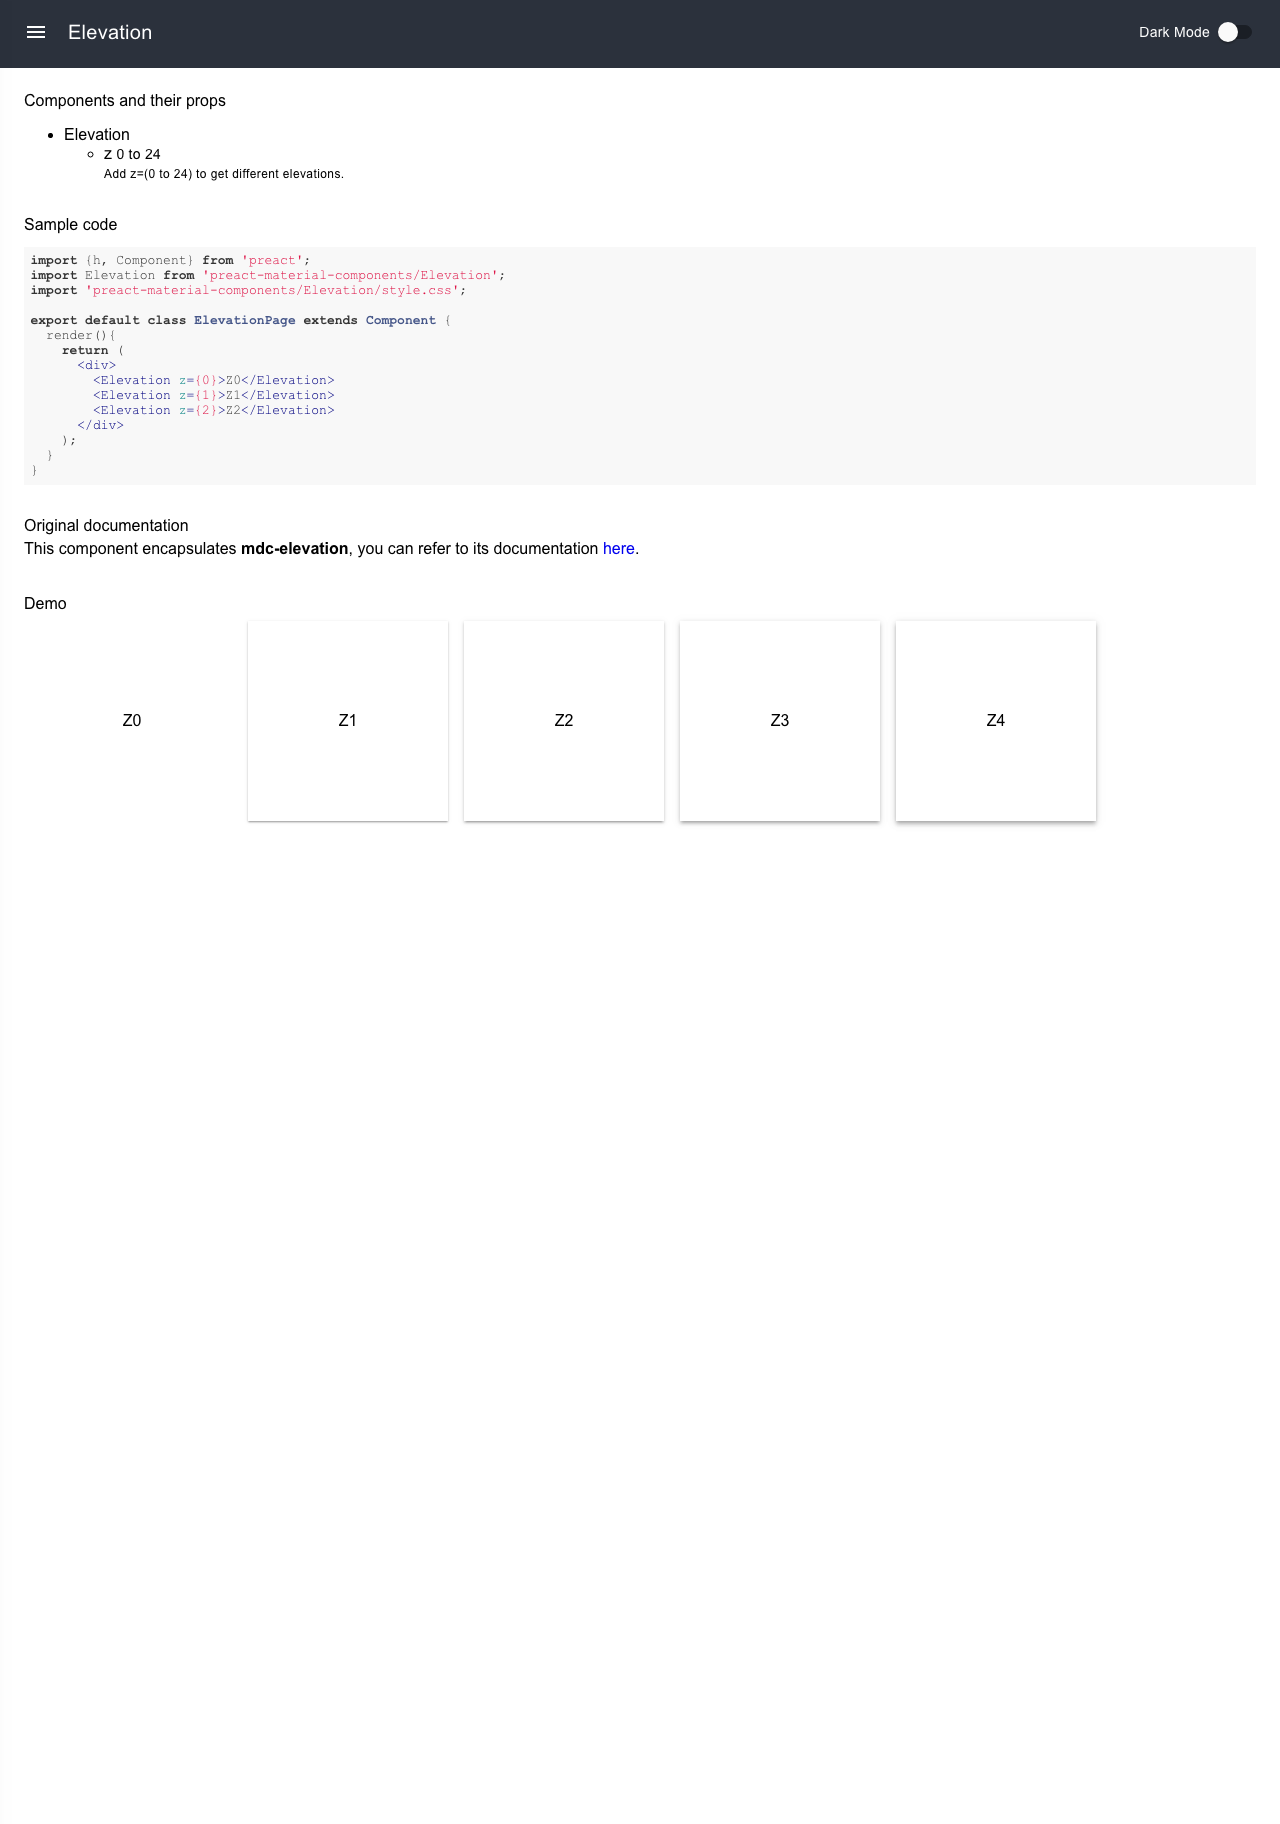 Elevation
Dark Mode
Components and their props
Elevation
z 0 to 24
Add z=(0 to 24) to get different elevations.
Sample code
import {h, Component} from 'preact';
import Elevation from 'preact-material-components/Elevation';
import 'preact-material-components/Elevation/style.css';
export default class ElevationPage extends Component {
render(){
return (
<div>
<Elevation z={0}>Z0</Elevation>
<Elevation z={1}>Z1</Elevation>
<Elevation z={2}>Z2</Elevation>
</div>
);
}
}
Original documentation
This component encapsulates mdc-elevation, you can refer to its documentation here.
Demo
Z0 Z1 Z2 Z3 Z4